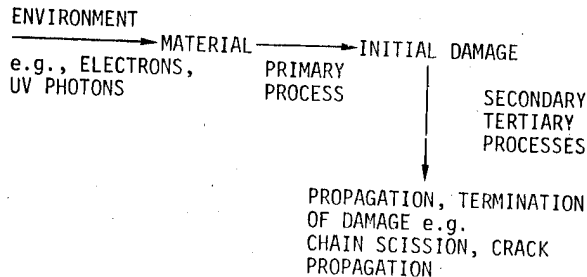 ENVIRONMENT
MATERIAL
INITIAL DAMAGE
e.g., ELECTRONS,
UV PHOTONS
PRIMARY
PROCESS
SECONDARY
TERTIARY
PROCESSES
PROPAGATION, TERMINATION
OF DAMAGE e.g.
CHAIN SCISSION, CRACK
PROPAGATION